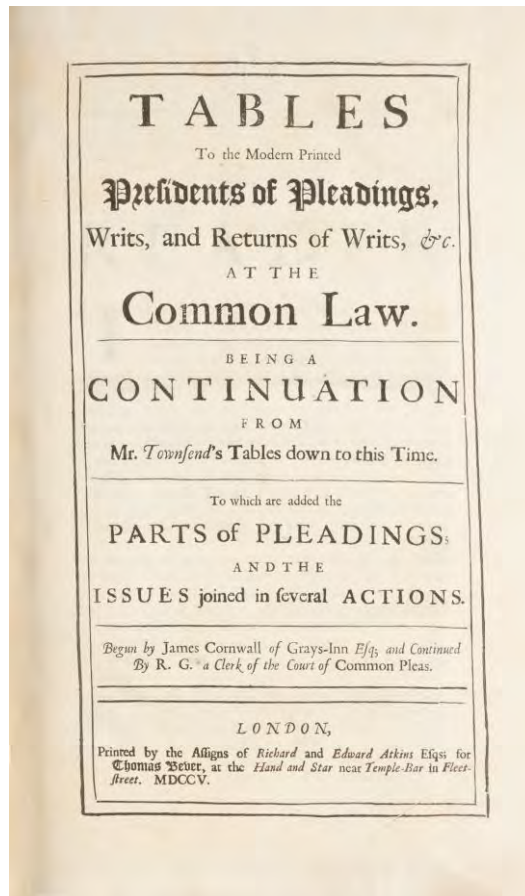 TABLES
To the Modern Printed
Presidents of Pleadings,
Writs, and Returns of Writs, &c.
AT THE
Common Law.
BEING A
CONTINUATION
FROM
Mr. Townſend's Tables down to this Time.
To which are added the
PARTS of PLEADINGS;
AND THE
ISSUES joined in ſeveral ACTIONS.
Begun by James Cornwall of Grays-Inn Eſq; and Continued
By R. G. a Clerk of the Court of Common Pleas.
LONDON,
Printed by the Aſſigns of Richard and Edward Atkins Eſqs; for
Thomas Bever, at the Hand and Star near Temple-Bar in Fleet-
ſtreet. MDCCV.